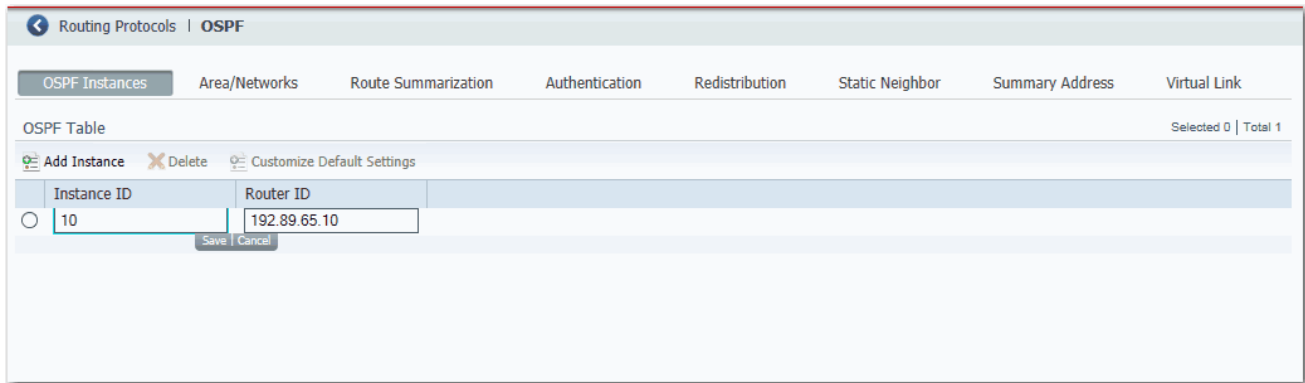 Routing Protocols | OSPF
OSPF Instances Area/Networks Route Summarization Authentication Redistribution Static Neighbor Summary Address Virtual Link
OSPF Table Selected 0 | Total 1
Add Instance Delete Customize Default Settings
Instance ID Router ID
10 192.89.65.10
Save | Cancel